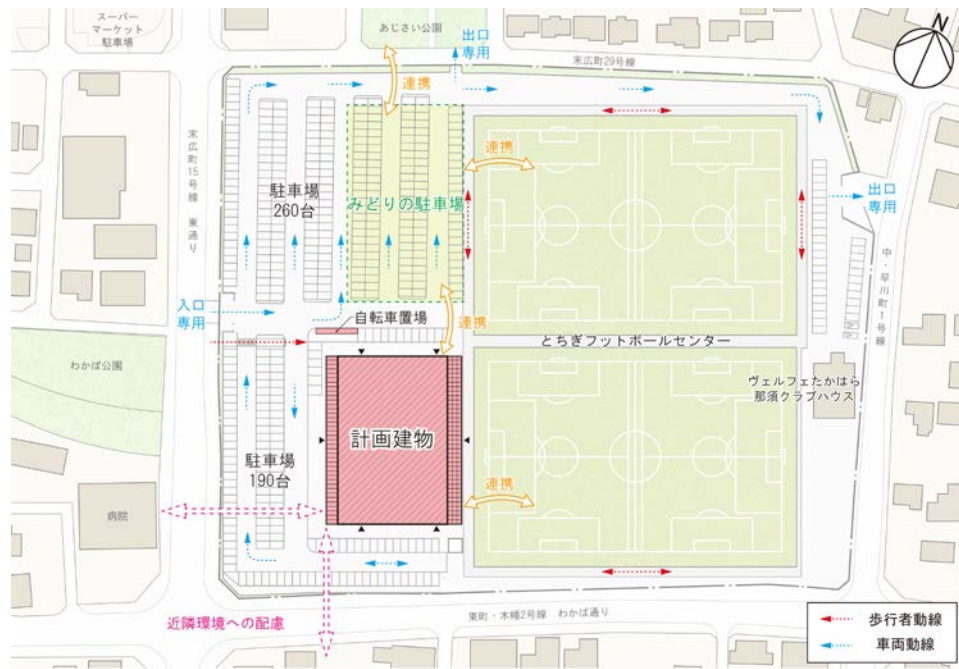 スーパー
マーケット
駐車場
あじさい公園
出口
専用
N
末広町29号線
連携
末広町15号線 東通り
駐車場
260台
みどりの駐車場
連携
出口
専用
中・早川町1号線
入口
専用
自転車置場
連携
とちぎフットボールセンター
わかば公園
ヴェルフェたかはら
那須クラブハウス
計画建物
駐車場
190台
連携
病院
近隣環境への配慮
東町・木幡2号線 わかば通り
歩行者動線
車両動線